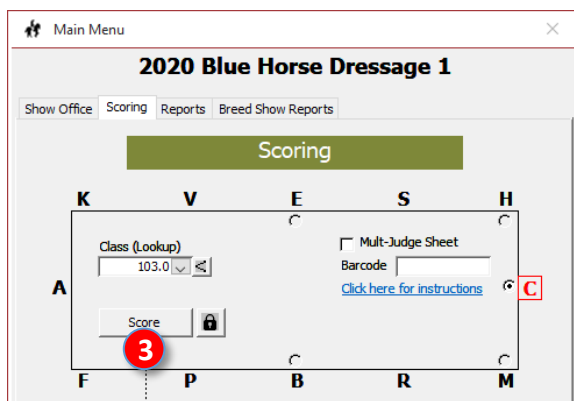 Main Menu
2020 Blue Horse Dressage 1
Show Office Scoring Reports Breed Show Reports
Scoring
K V E S H
Class (Lookup)
Mult-Judge Sheet
103.0
Barcode
A
Click here for instructions
C
Score
3
F P B R M